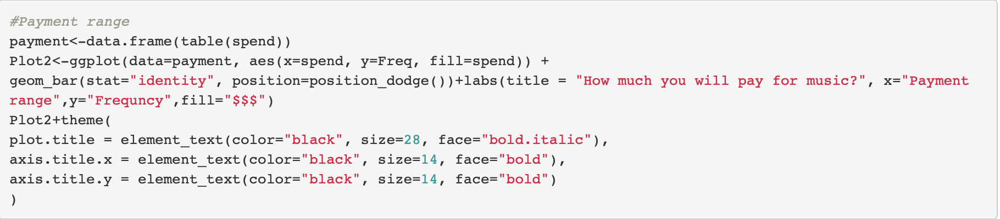 #Payment range
payment<-data.frame(table(spend))
Plot2<-ggplot(data=payment, aes(x=spend, y=Freq, fill=spend)) +
geom_bar(stat="identity", position=position_dodge())+labs(title = "How much you will pay for music?", x="Payment
range",y="Frequncy",fill="$$$")
Plot2+theme(
plot.title = element_text(color="black", size=28, face="bold.italic"),
axis.title.x = element_text(color="black", size=14, face="bold"),
axis.title.y = element_text(color="black", size=14, face="bold")
)